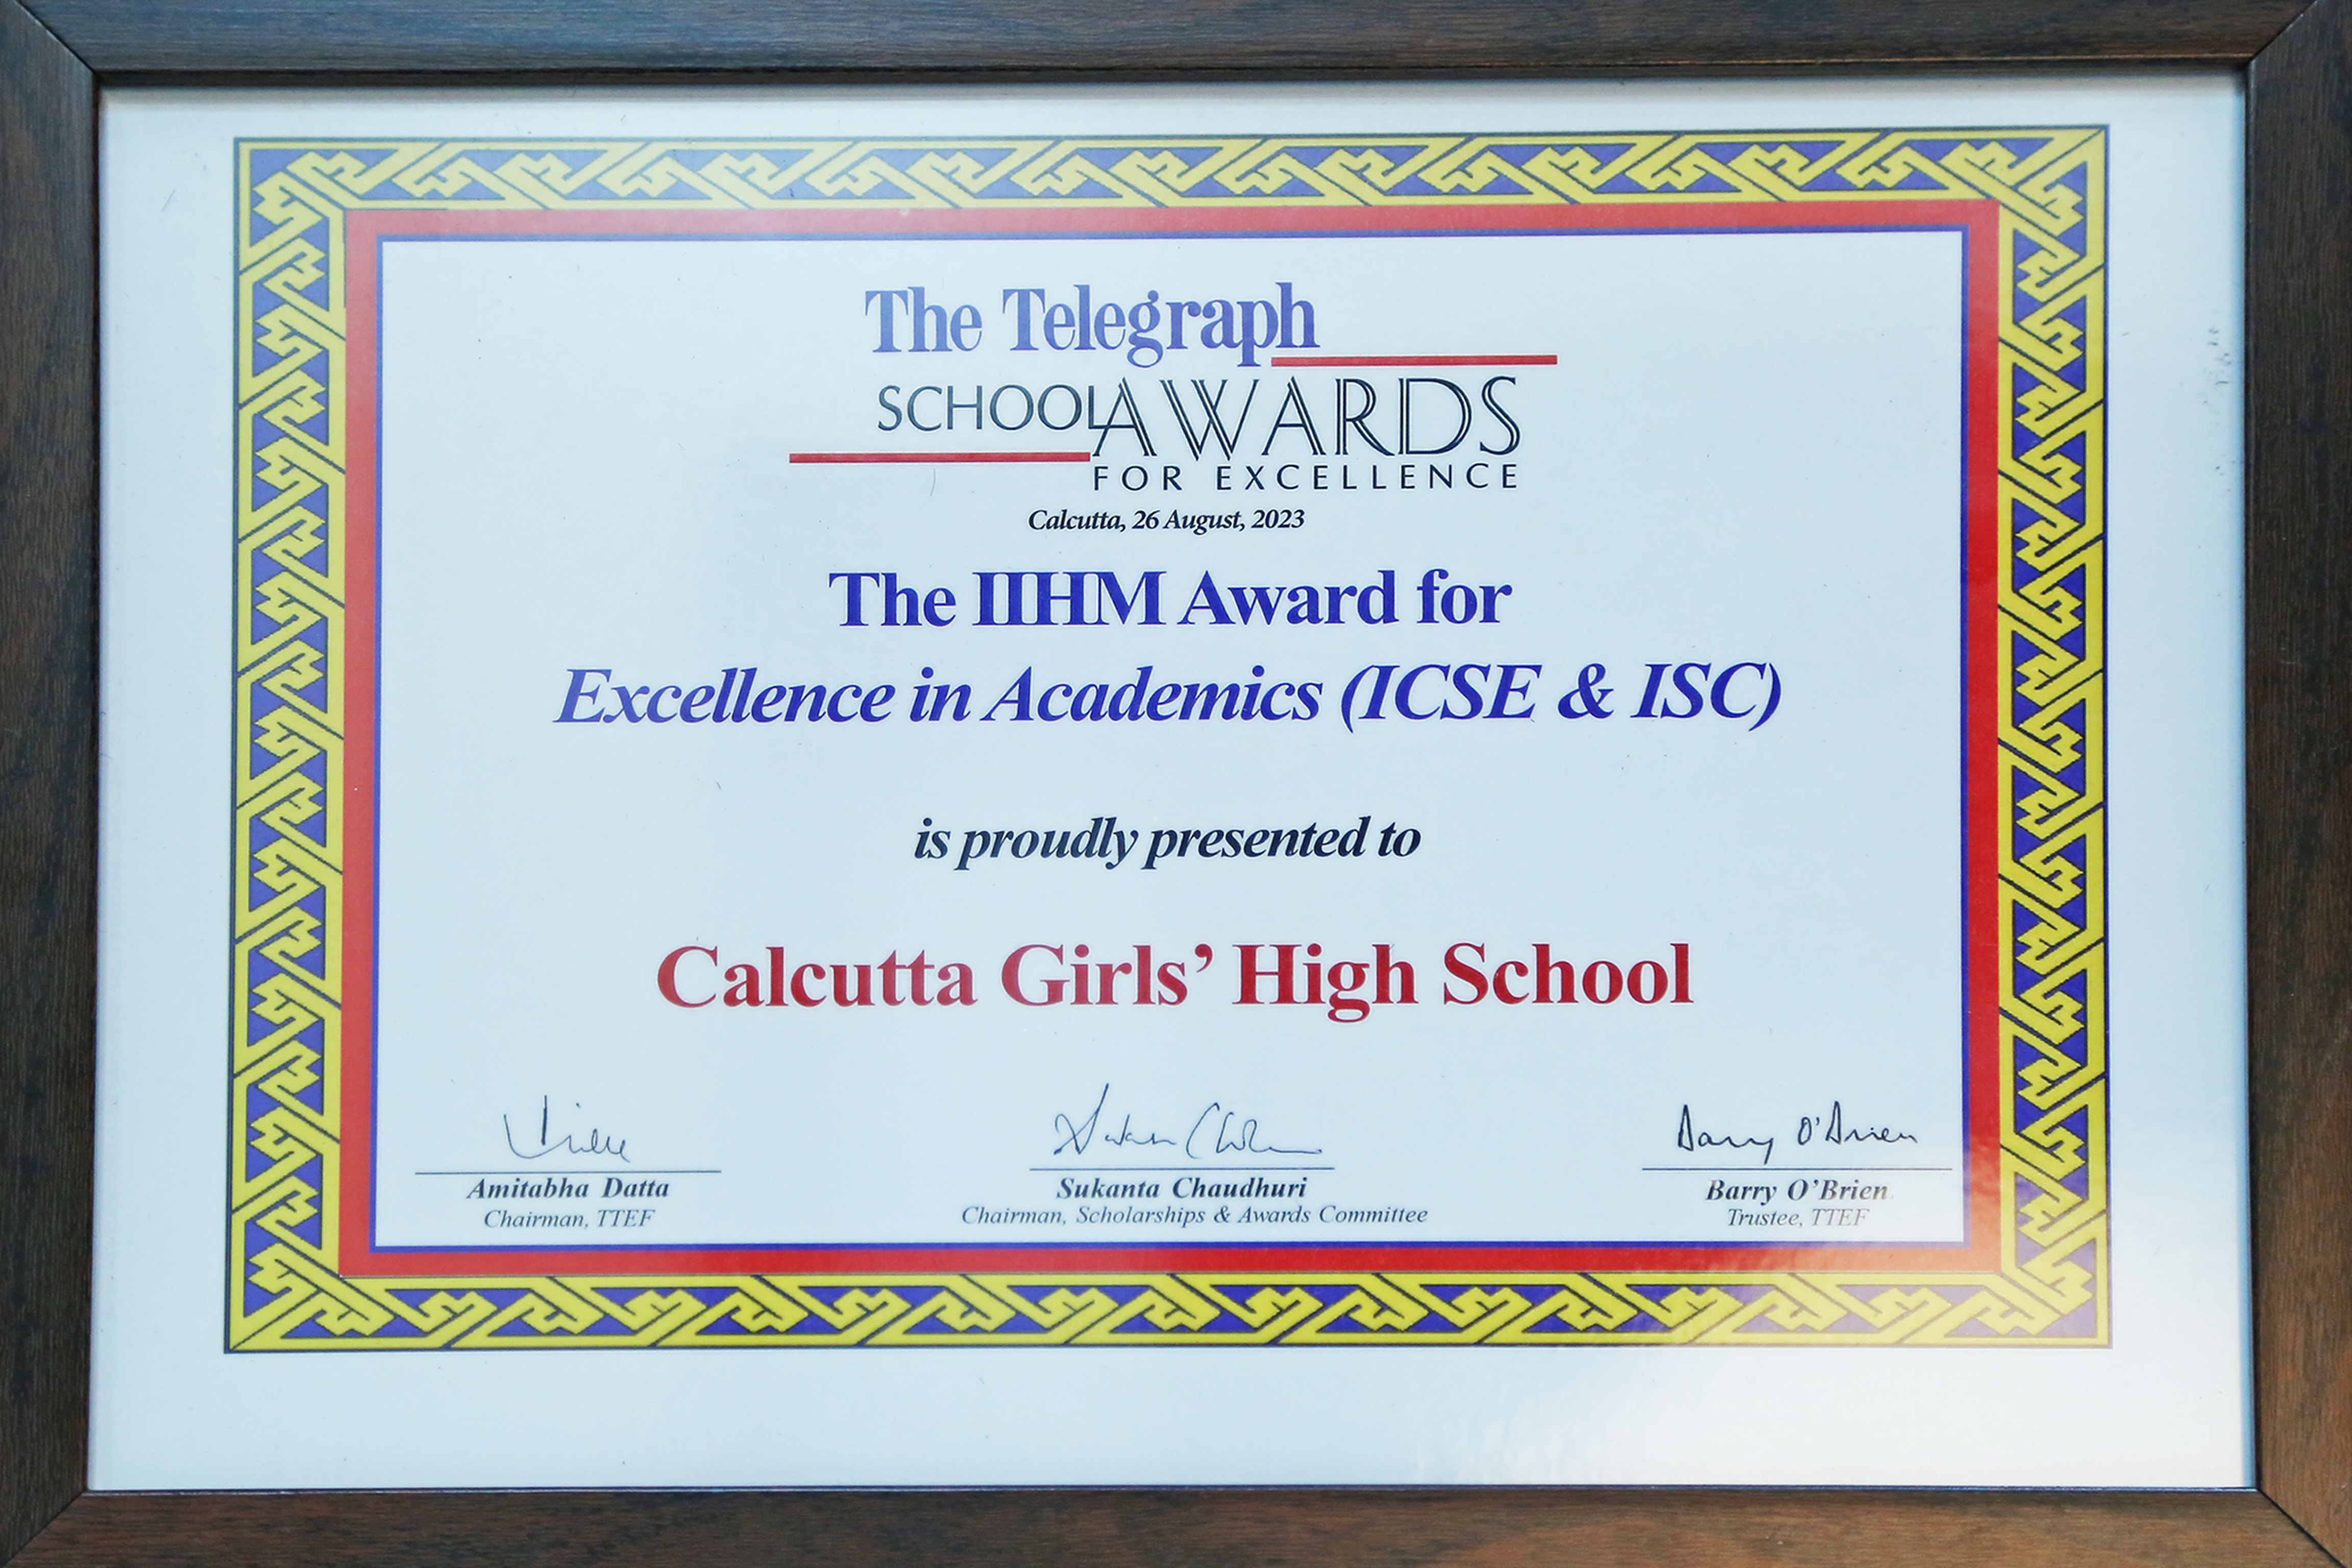 The Telegraph
SCHOOL AWARDS
FOR EXCELLENCE
Calcutta, 26 August, 2023
The IIHM Award for
Excellence in Academics (ICSE & ISC)
is proudly presented to
Calcutta Girls’ High School
Barry O'Brien
Amitabha Datta
Chairman, TTEF
Sukanta Chaudhuri
Chairman, Scholarships & Awards Committee
Barry O’Brien
Trustee, TTEF